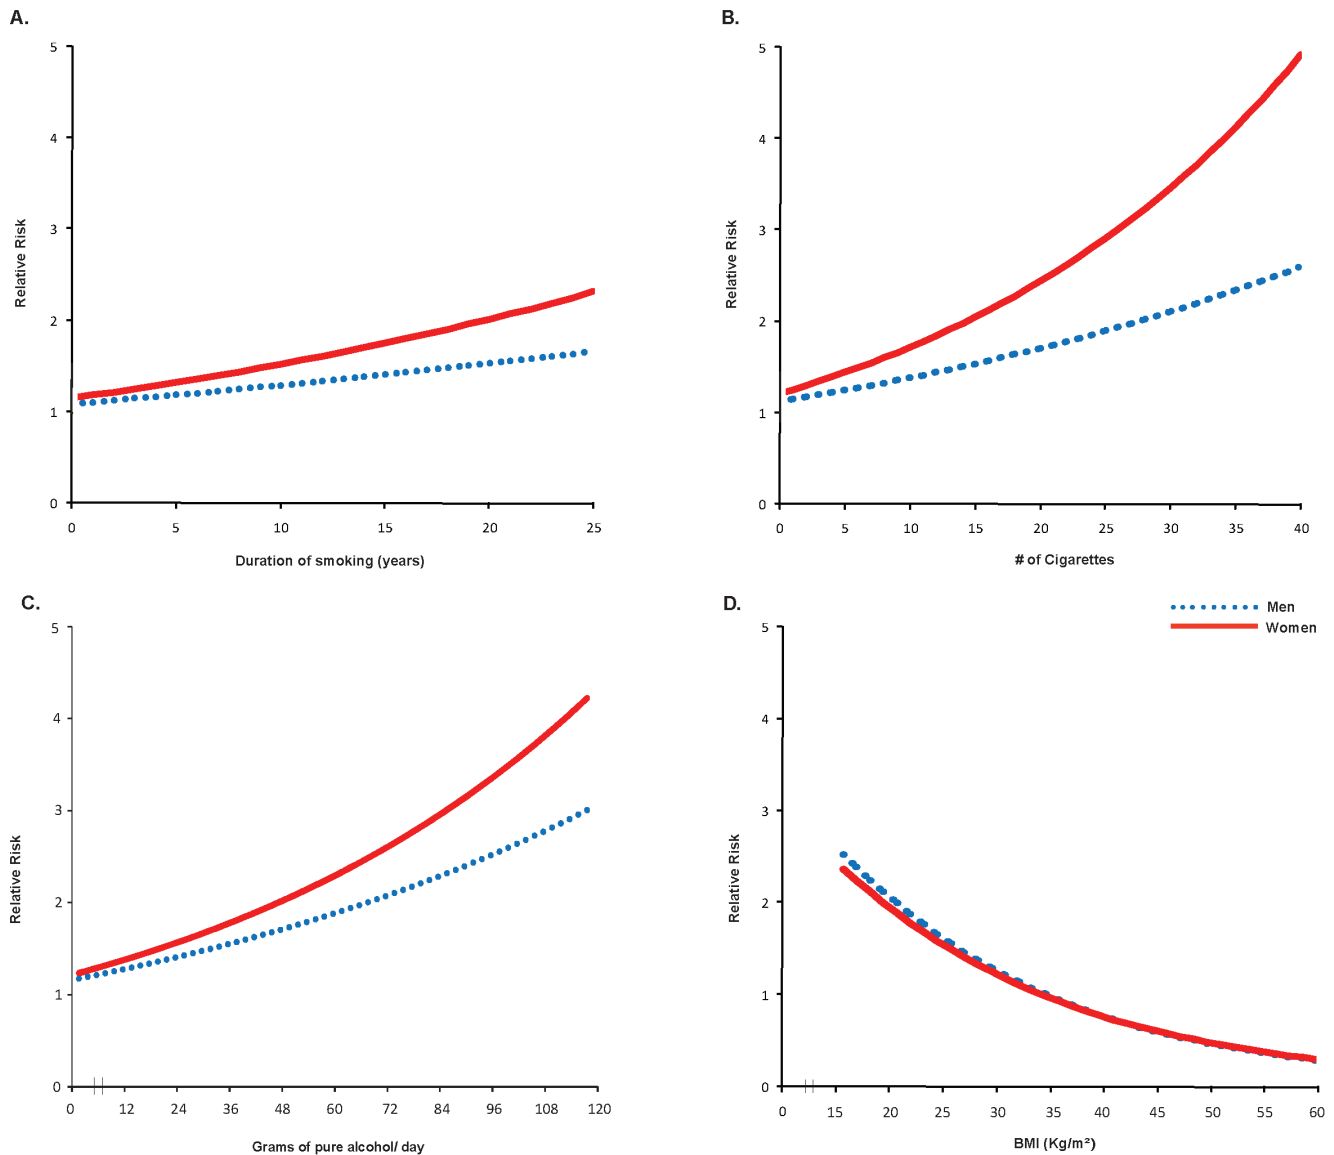 A.
5
4
3
2
1
0
Relative Risk
0 5 10 15 20 25
Duration of smoking (years)
B.
5
4
3
2
1
0
Relative Risk
0 5 10 15 20 25 30 35 40
# of Cigarettes
C.
5
4
3
2
1
0
Relative Risk
0 12 24 36 48 60 72 84 96 108 120
Grams of pure alcohol/ day
D.
Men
Women
5
4
3
2
1
0
Relative Risk
0 15 20 25 30 35 40 45 50 55 60
BMI (Kg/m²)